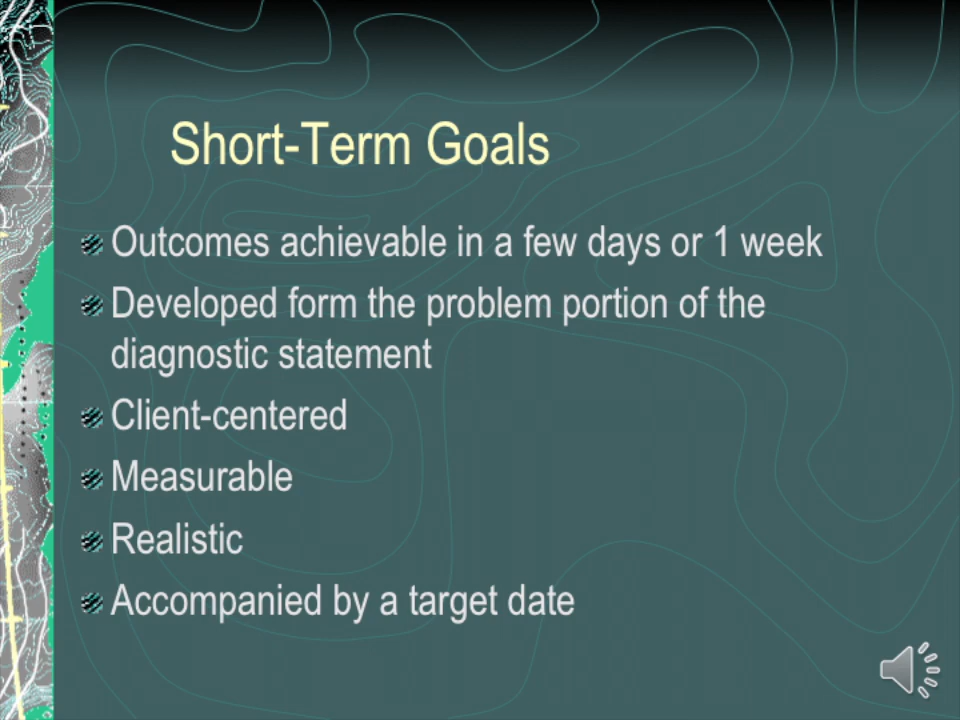 Short-Term Goals
Outcomes achievable in a few days or 1 week
Developed form the problem portion of the
diagnostic statement
Client-centered
Measurable
Realistic
Accompanied by a target date